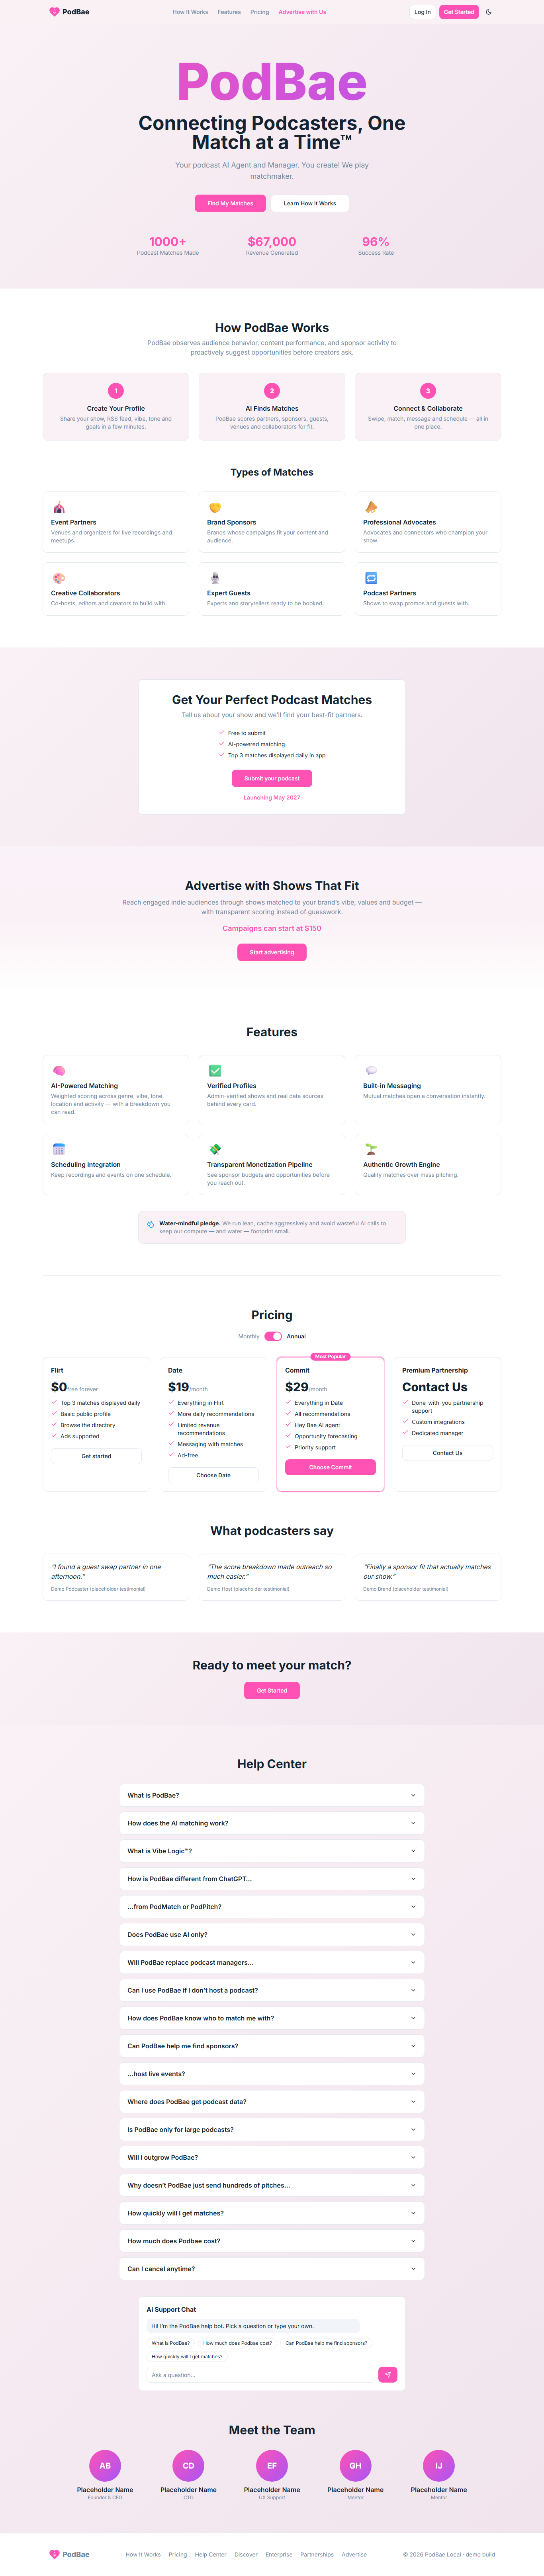 PodBae
How It Works
Features
Pricing
Advertise with Us
Log In
Get Started
PodBae
Connecting Podcasters, One
Match at a Time™
Your podcast AI Agent and Manager. You create! We play
matchmaker.
Find My Matches
Learn How It Works
1000+
Podcast Matches Made
$67,000
Revenue Generated
96%
Success Rate
How PodBae Works
PodBae observes audience behavior, content performance, and sponsor activity to
proactively suggest opportunities before creators ask.
1
Create Your Profile
Share your show, RSS feed, vibe, tone and
goals in a few minutes.
2
AI Finds Matches
PodBae scores partners, sponsors, guests,
venues and collaborators for fit.
3
Connect & Collaborate
Swipe, match, message and schedule — all in
one place.
Types of Matches
Event Partners
Venues and organizers for live recordings and
meetups.
Brand Sponsors
Brands whose campaigns fit your content and
audience.
Professional Advocates
Advocates and connectors who champion your
show.
Creative Collaborators
Co-hosts, editors and creators to build with.
Expert Guests
Experts and storytellers ready to be booked.
Podcast Partners
Shows to swap promos and guests with.
Get Your Perfect Podcast Matches
Tell us about your show and we'll find your best-fit partners.
Free to submit
AI-powered matching
Top 3 matches displayed daily in app
Submit your podcast
Launching May 2027
Advertise with Shows That Fit
Reach engaged indie audiences through shows matched to your brand's vibe, values and budget —
with transparent scoring instead of guesswork.
Campaigns can start at $150
Start advertising
Features
AI-Powered Matching
Weighted scoring across genre, vibe, tone,
location and activity — with a breakdown you
can read.
Verified Profiles
Admin-verified shows and real data sources
behind every card.
Built-in Messaging
Mutual matches open a conversation instantly.
Scheduling Integration
Keep recordings and events on one schedule.
Transparent Monetization Pipeline
See sponsor budgets and opportunities before
you reach out.
Authentic Growth Engine
Quality matches over mass pitching.
Water-mindful pledge. We run lean, cache aggressively and avoid wasteful AI calls to
keep our compute — and water — footprint small.
Pricing
Monthly
Annual
Flirt
$0/free forever
Top 3 matches displayed daily
Basic public profile
Browse the directory
Ads supported
Get started
Date
$19/month
Everything in Flirt
More daily recommendations
Limited revenue
recommendations
Messaging with matches
Ad-free
Choose Date
Most Popular
Commit
$29/month
Everything in Date
All recommendations
Hey Bae AI agent
Opportunity forecasting
Priority support
Choose Commit
Premium Partnership
Contact Us
Done-with-you partnership
support
Custom integrations
Dedicated manager
Contact Us
What podcasters say
"I found a guest swap partner in one
afternoon."
Demo Podcaster (placeholder testimonial)
"The score breakdown made outreach so
much easier."
Demo Host (placeholder testimonial)
"Finally a sponsor fit that actually matches
our show."
Demo Brand (placeholder testimonial)
Ready to meet your match?
Get Started
Help Center
What is PodBae?
How does the AI matching work?
What is Vibe Logic™?
How is PodBae different from ChatGPT...
...from PodMatch or PodPitch?
Does PodBae use AI only?
Will PodBae replace podcast managers...
Can I use PodBae if I don't host a podcast?
How does PodBae know who to match me with?
Can PodBae help me find sponsors?
...host live events?
Where does PodBae get podcast data?
Is PodBae only for large podcasts?
Will I outgrow PodBae?
Why doesn't PodBae just send hundreds of pitches...
How quickly will I get matches?
How much does Podbae cost?
Can I cancel anytime?
AI Support Chat
Hi! I'm the PodBae help bot. Pick a question or type your own.
What is PodBae?
How much does Podbae cost?
Can PodBae help me find sponsors?
How quickly will I get matches?
Ask a question...
Meet the Team
AB
Placeholder Name
Founder & CEO
CD
Placeholder Name
CTO
EF
Placeholder Name
UX Support
GH
Placeholder Name
Mentor
IJ
Placeholder Name
Mentor
PodBae
How It Works
Pricing
Help Center
Discover
Enterprise
Partnerships
Advertise
© 2026 PodBae Local · demo build